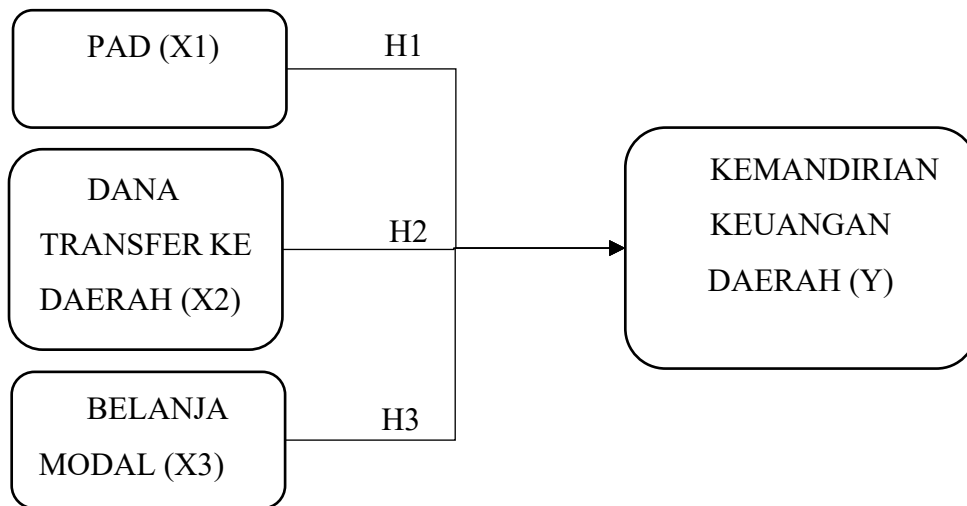 PAD (X1)
H1
DANA
TRANSFER KE
DAERAH (X2)
H2
BELANJA
MODAL (X3)
H3
KEMANDIRIAN
KEUANGAN
DAERAH (Y)